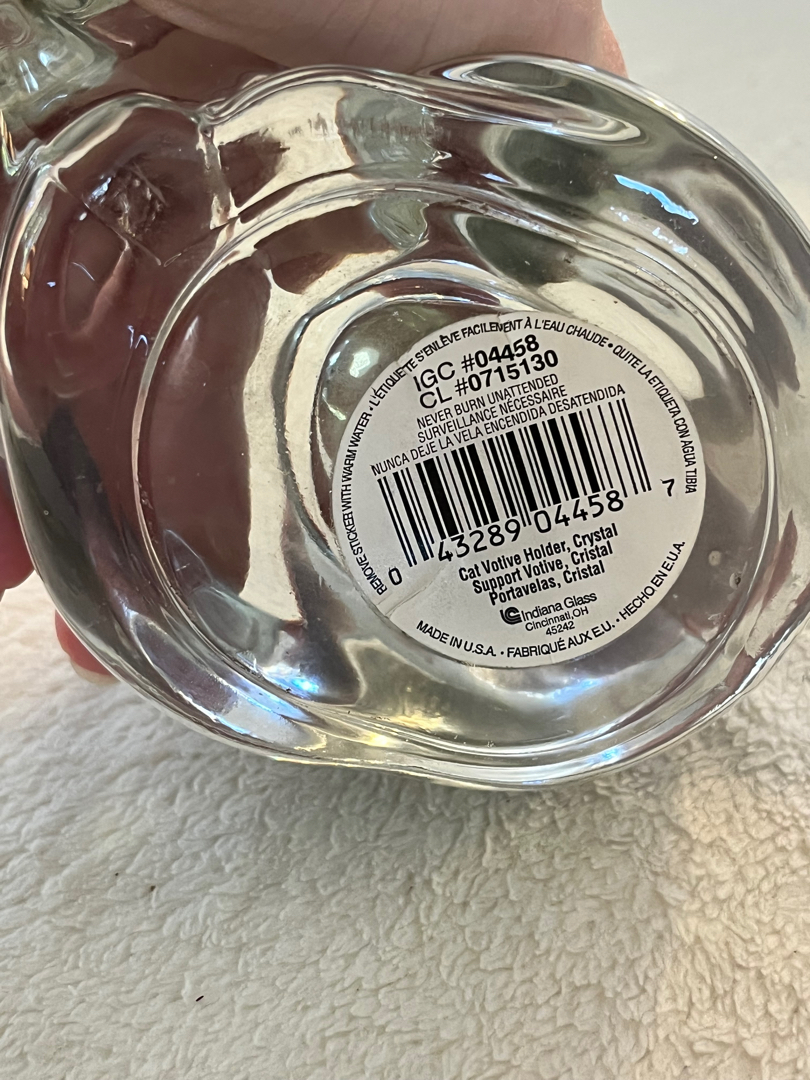 REMOVE STICKER WITH WARM WATER • L'ÉTIQUETTE S'ENLÈVE FACILEMENT À L'EAU CHAUDE • QUITE LA ETIQUETA CON AGUA TIBIA
IGC #04458
CL #0715130
NEVER BURN UNATTENDED
SURVEILLANCE NÉCESSAIRE
NUNCA DEJE LA VELA ENCENDIDA DESATENDIDA
0 43289 04458 7
Cat Votive Holder, Crystal
Support Votive, Cristal
Portavelas, Cristal
Indiana Glass
Cincinnati, OH
45242
MADE IN U.S.A. • FABRIQUÉ AUX E.U. • HECHO EN E.U.A.